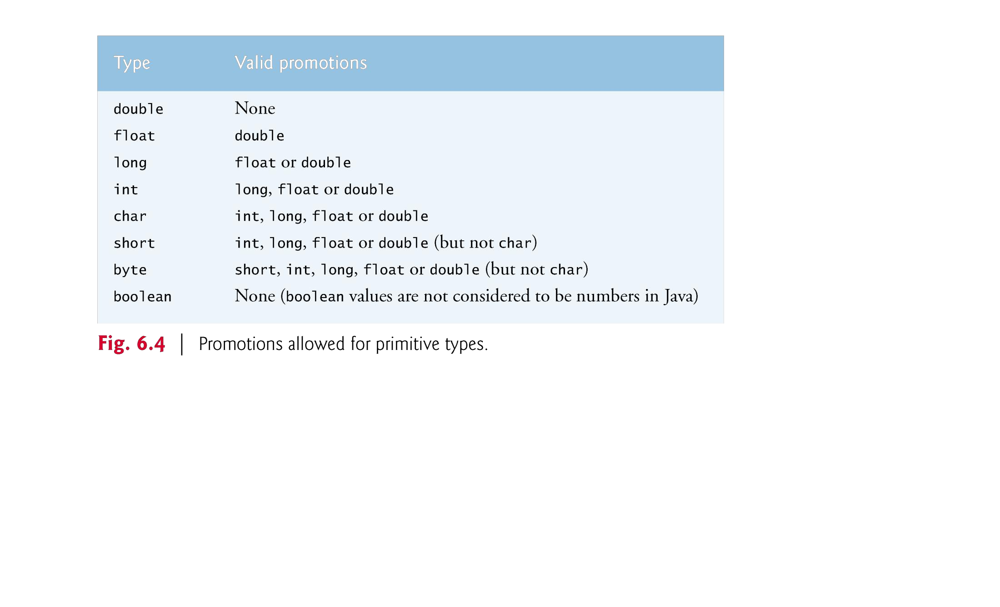 Type Valid promotions
double None
float double
long float or double
int long, float or double
char int, long, float or double
short int, long, float or double (but not char)
byte short, int, long, float or double (but not char)
boolean None (boolean values are not considered to be numbers in Java)
Fig. 6.4 | Promotions allowed for primitive types.